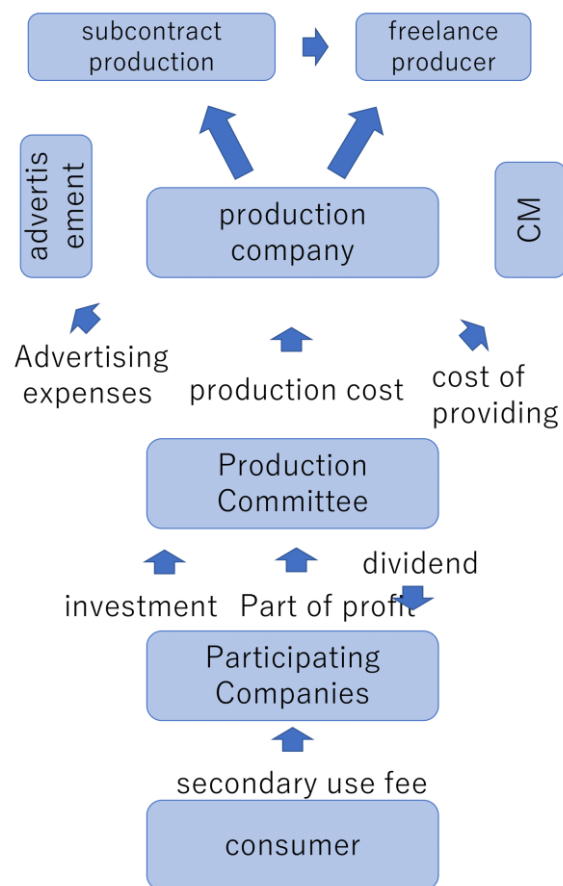 subcontract
production
freelance
producer
advertis
ement
production
company
CM
Advertising
expenses
production cost
cost of
providing
Production
Committee
dividend
investment
Part of profit
Participating
Companies
secondary use fee
consumer